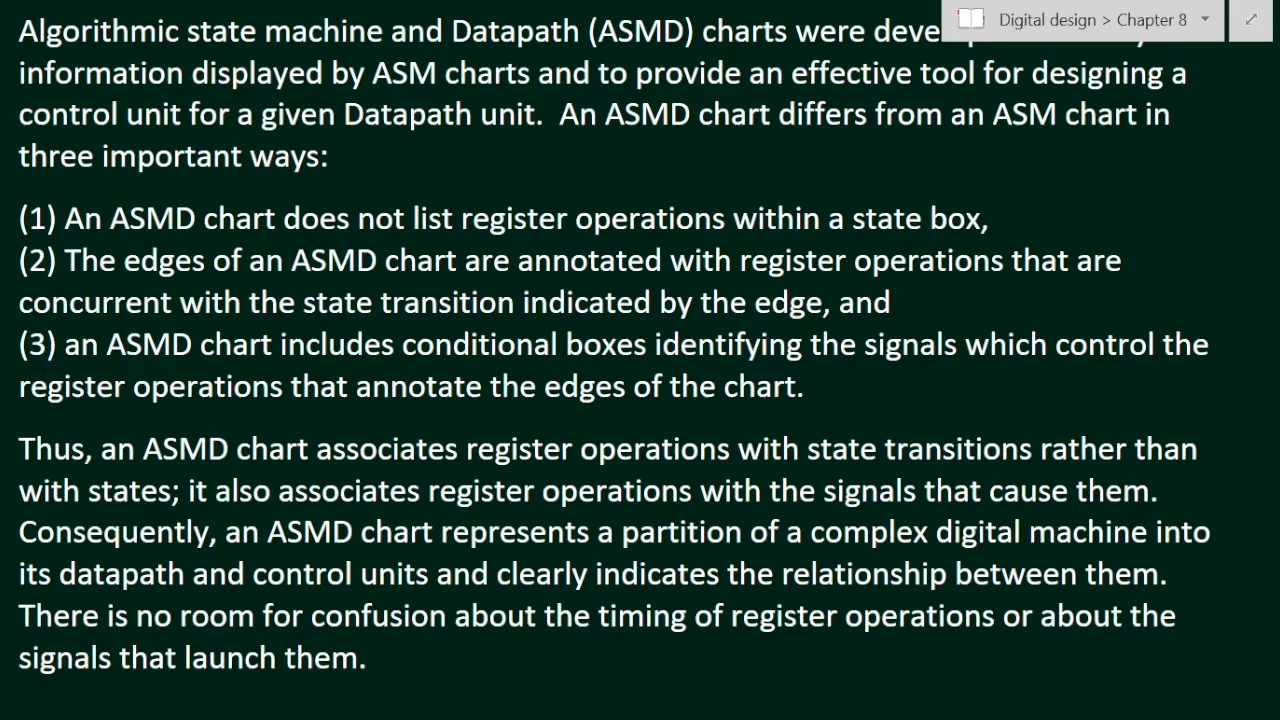 Algorithmic state machine and Datapath (ASMD) charts were
Digital design > Chapter 8
information displayed by ASM charts and to provide an effective tool for designing a
control unit for a given Datapath unit. An ASMD chart differs from an ASM chart in
three important ways:
(1) An ASMD chart does not list register operations within a state box,
(2) The edges of an ASMD chart are annotated with register operations that are
concurrent with the state transition indicated by the edge, and
(3) an ASMD chart includes conditional boxes identifying the signals which control the
register operations that annotate the edges of the chart.
Thus, an ASMD chart associates register operations with state transitions rather than
with states; it also associates register operations with the signals that cause them.
Consequently, an ASMD chart represents a partition of a complex digital machine into
its datapath and control units and clearly indicates the relationship between them.
There is no room for confusion about the timing of register operations or about the
signals that launch them.